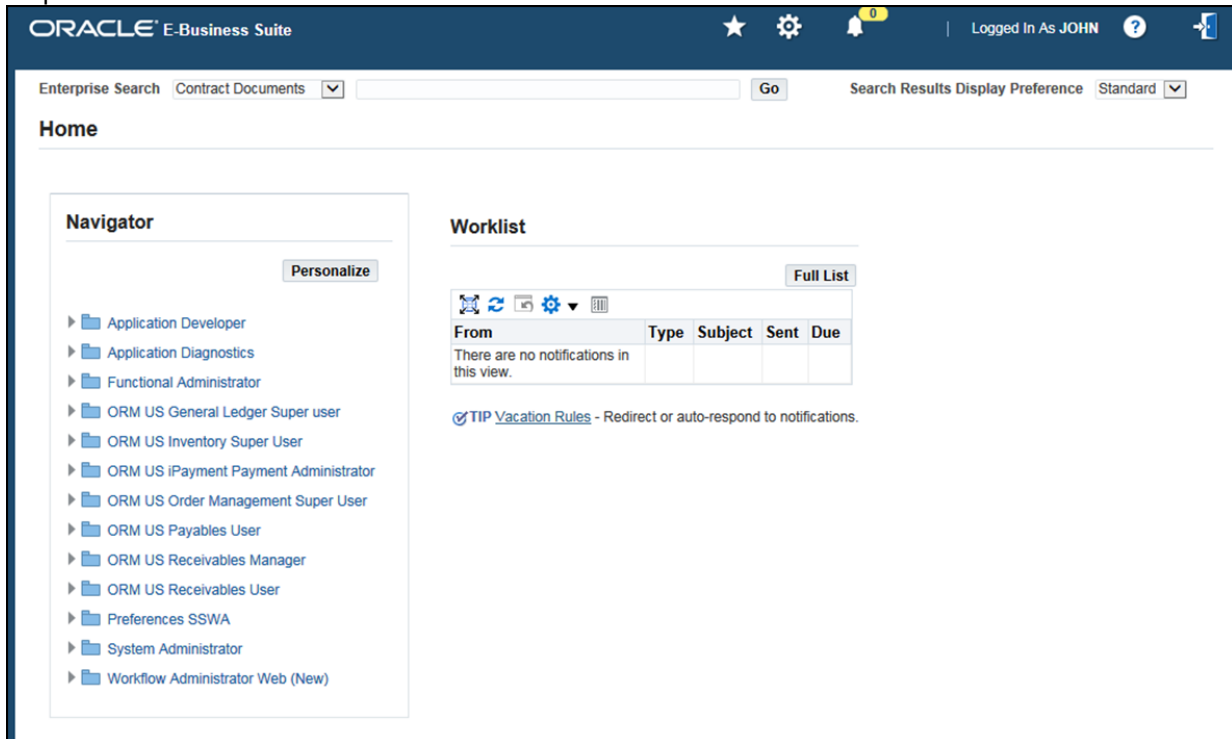 ORACLE E-Business Suite
0
Logged In As JOHN
?
Enterprise Search Contract Documents Go Search Results Display Preference Standard
Home
Navigator
Personalize
Application Developer
Application Diagnostics
Functional Administrator
ORM US General Ledger Super user
ORM US Inventory Super User
ORM US iPayment Payment Administrator
ORM US Order Management Super User
ORM US Payables User
ORM US Receivables Manager
ORM US Receivables User
Preferences SSWA
System Administrator
Workflow Administrator Web (New)
Worklist
Full List
From Type Subject Sent Due
There are no notifications in
this view.
TIP Vacation Rules - Redirect or auto-respond to notifications.